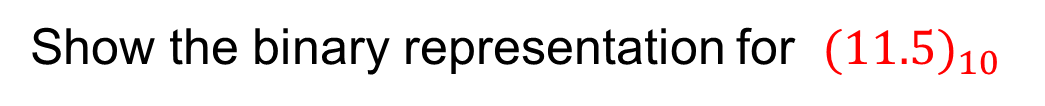 Show the binary representation for (11.5)₁₀